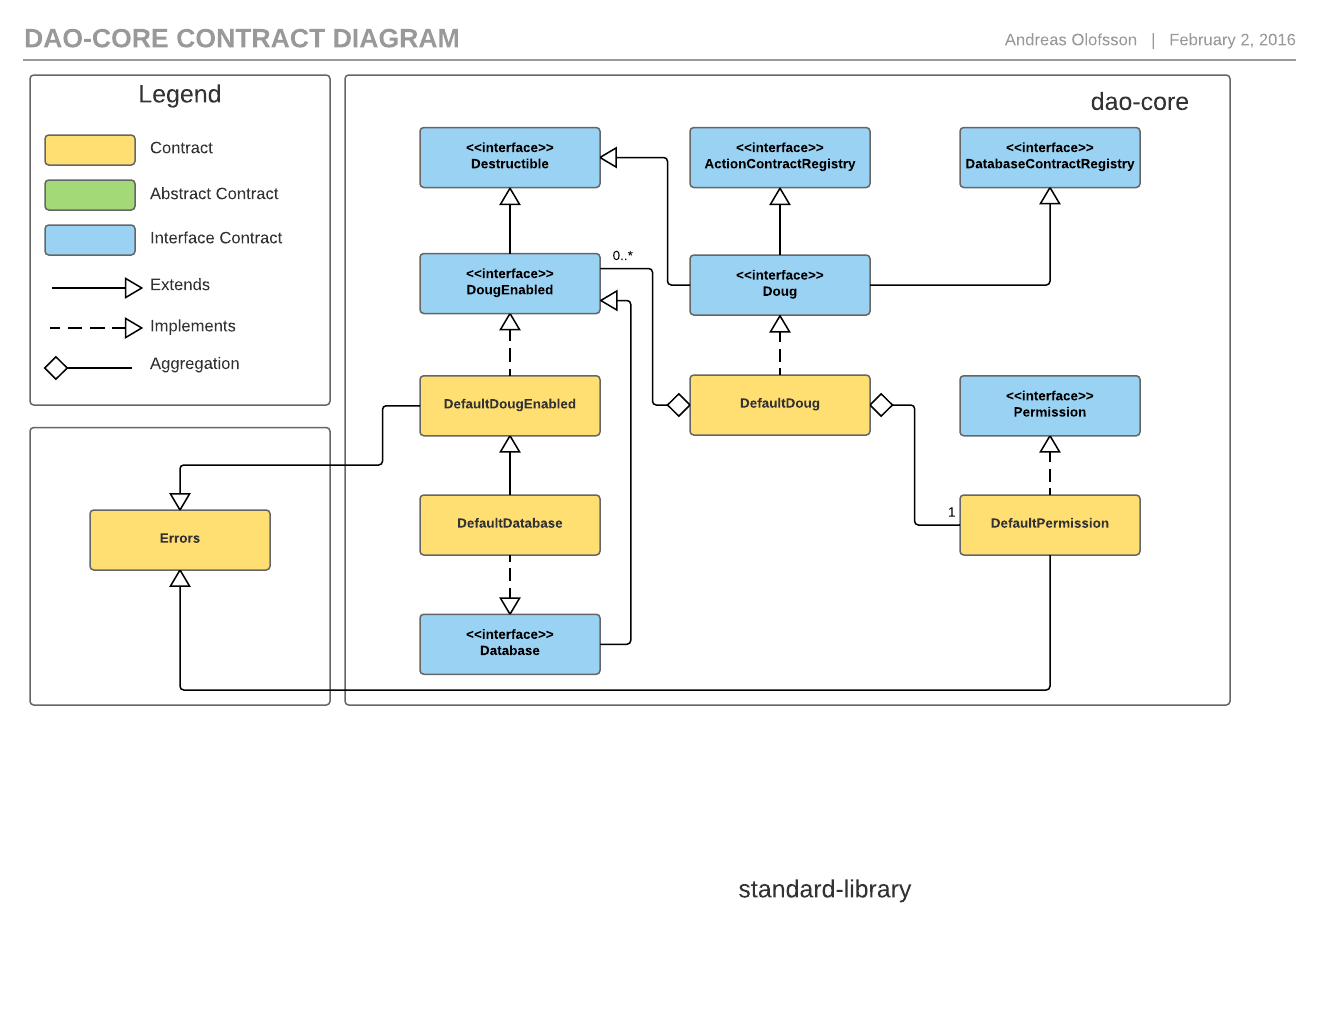 DAO-CORE CONTRACT DIAGRAM
Andreas Olofsson | February 2, 2016
Legend
Contract
Abstract Contract
Interface Contract
Extends
Implements
Aggregation
dao-core
<<interface>>
Destructible
<<interface>>
ActionContractRegistry
<<interface>>
DatabaseContractRegistry
0..*
<<interface>>
DougEnabled
<<interface>>
Doug
DefaultDougEnabled
DefaultDoug
<<interface>>
Permission
1
Errors
DefaultDatabase
DefaultPermission
<<interface>>
Database
standard-library